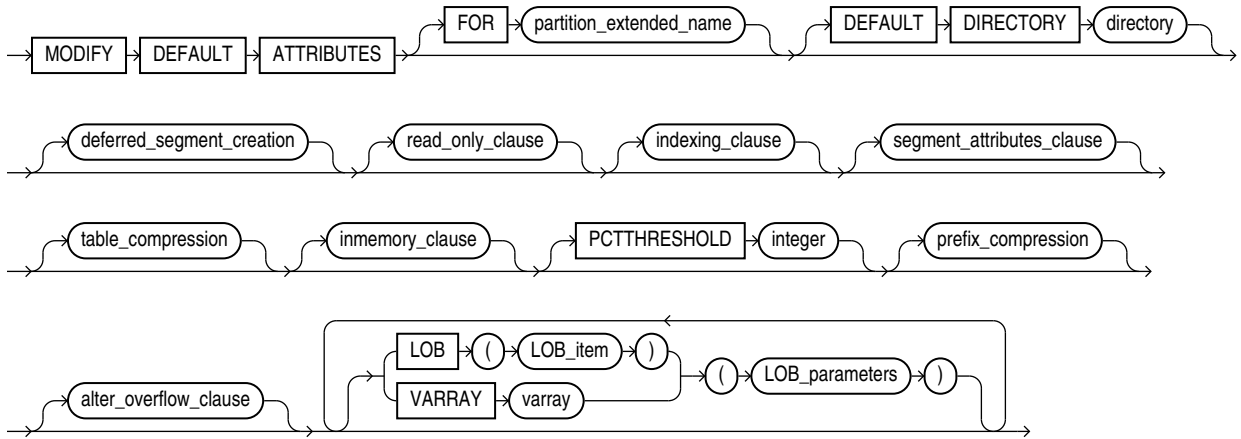 FOR partition_extended_name DEFAULT DIRECTORY directory
MODIFY DEFAULT ATTRIBUTES
deferred_segment_creation read_only_clause indexing_clause segment_attributes_clause
table_compression inmemory_clause PCTTHRESHOLD integer prefix_compression
LOB ( LOB_item )
( LOB_parameters )
alter_overflow_clause VARRAY varray